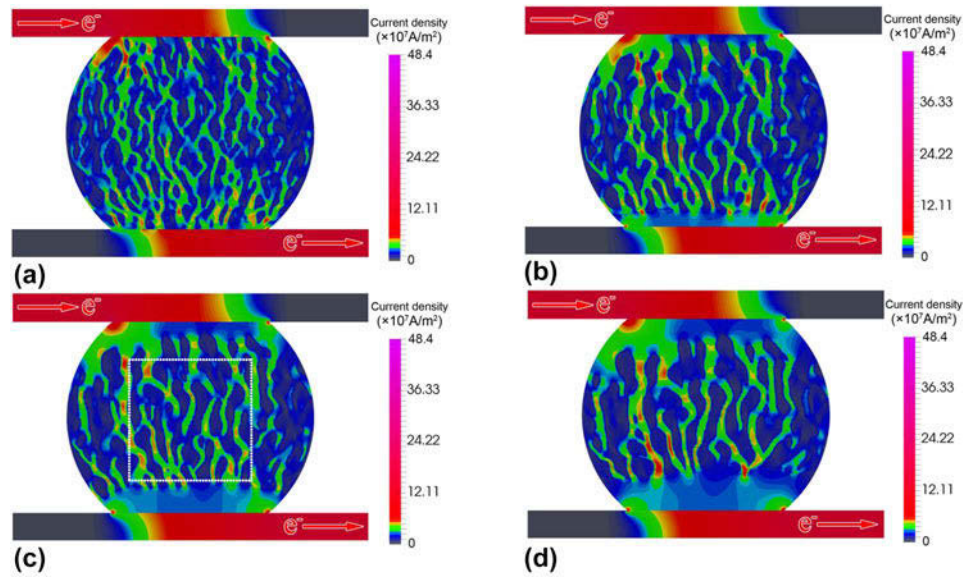 e⁻
Current density
(×10⁷A/m²)
48.4
36.33
24.22
12.11
0
e⁻
(a)
e⁻
Current density
(×10⁷A/m²)
48.4
36.33
24.22
12.11
0
e⁻
(b)
e⁻
Current density
(×10⁷A/m²)
48.4
36.33
24.22
12.11
0
e⁻
(c)
e⁻
Current density
(×10⁷A/m²)
48.4
36.33
24.22
12.11
0
e⁻
(d)